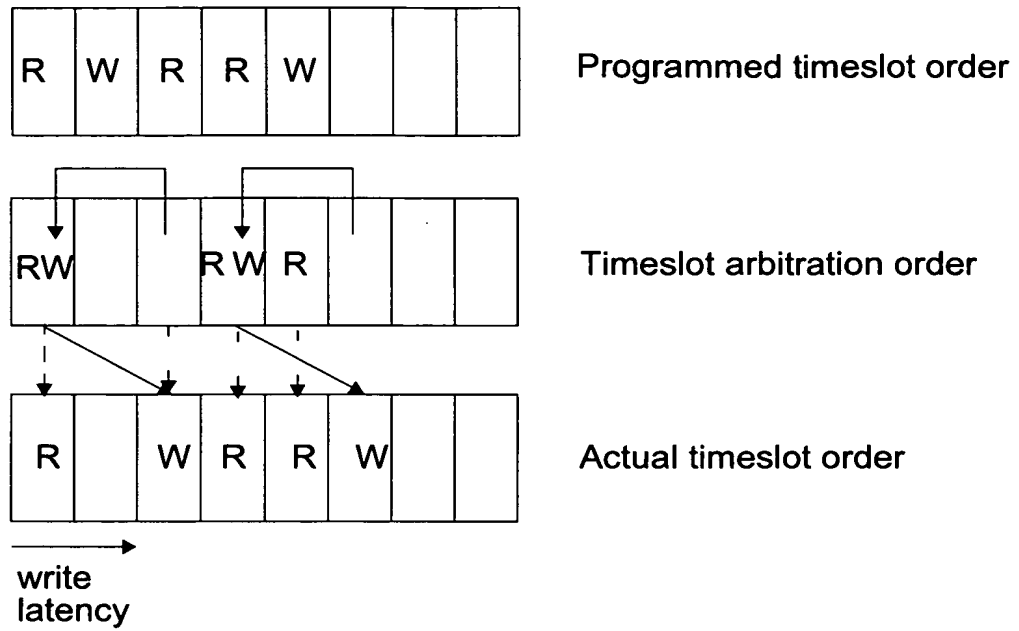 R W R R W
Programmed timeslot order
RW R W R
Timeslot arbitration order
R W R R W
Actual timeslot order
write
latency